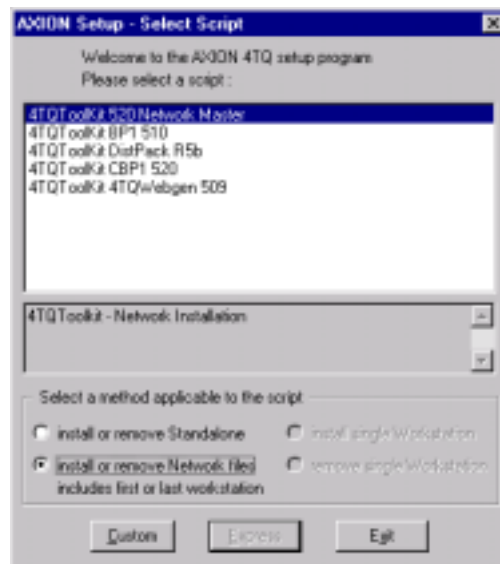 AXION Setup - Select Script
Welcome to the AXION 4TQ setup program
Please select a script :
4TQToolKit 520 Network Master
4TQToolKit BP1 510
4TQToolKit DistPack R5b
4TQToolKit CBP1 520
4TQToolKit 4TQWebgen 509
4TQToolkit - Network Installation
Select a method applicable to the script
install or remove Standalone
install single Workstation
install or remove Network files
remove single Workstation
includes first or last workstation
Custom
Express
Exit